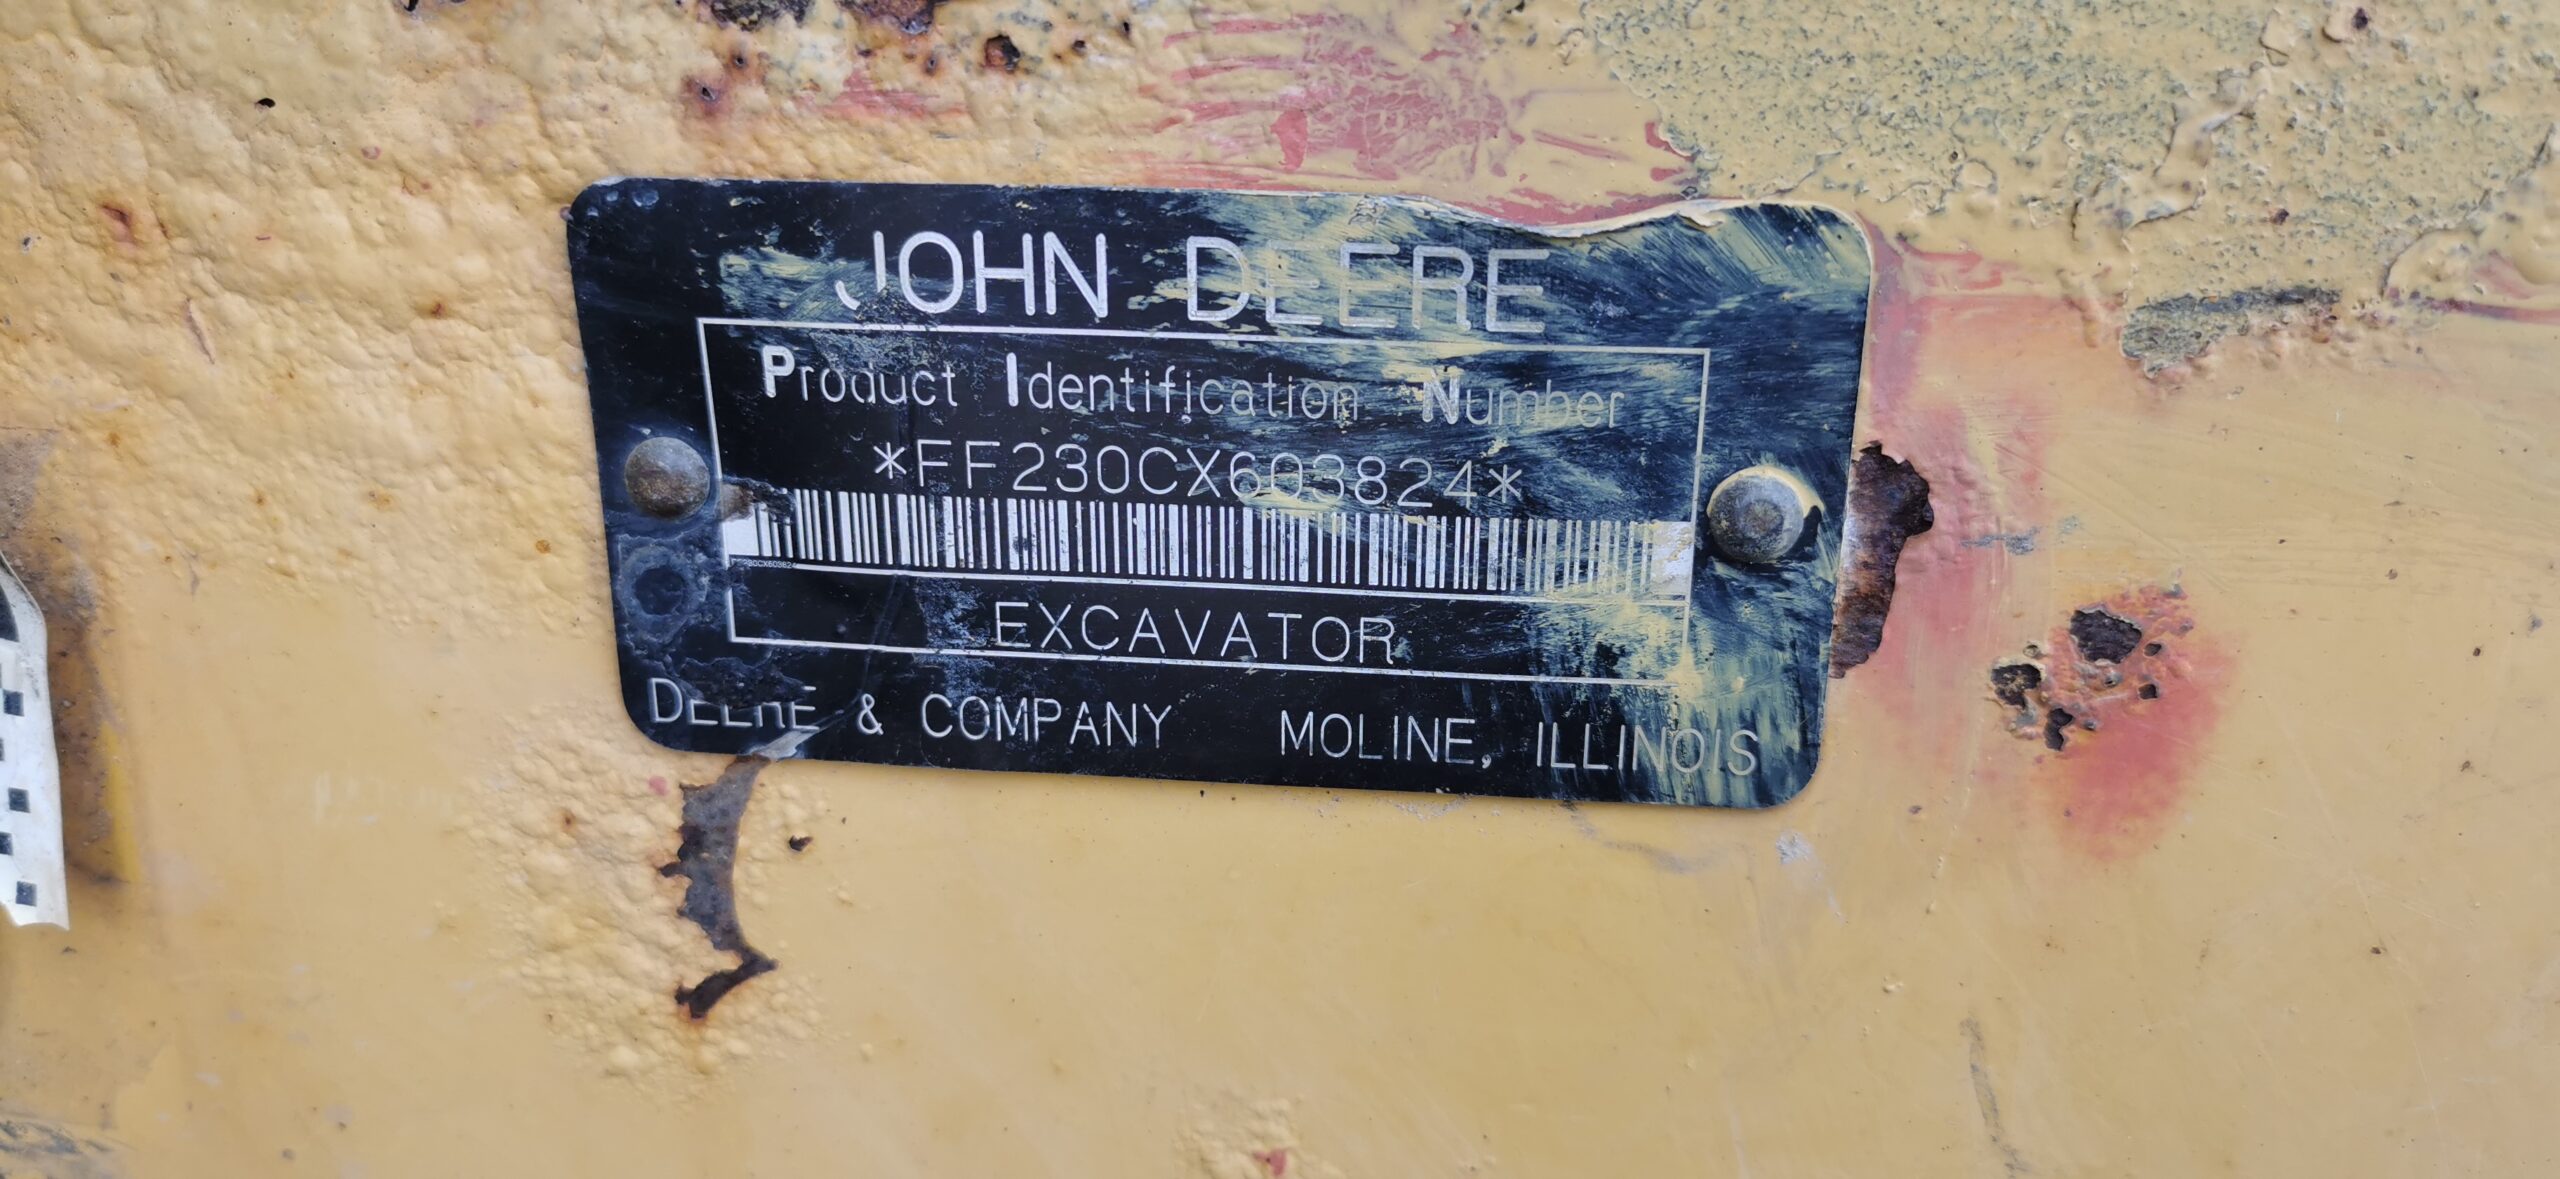 JOHN DEERE
Product Identification Number
*FF230CX603824*
EXCAVATOR
DEERE & COMPANY MOLINE, ILLINOIS